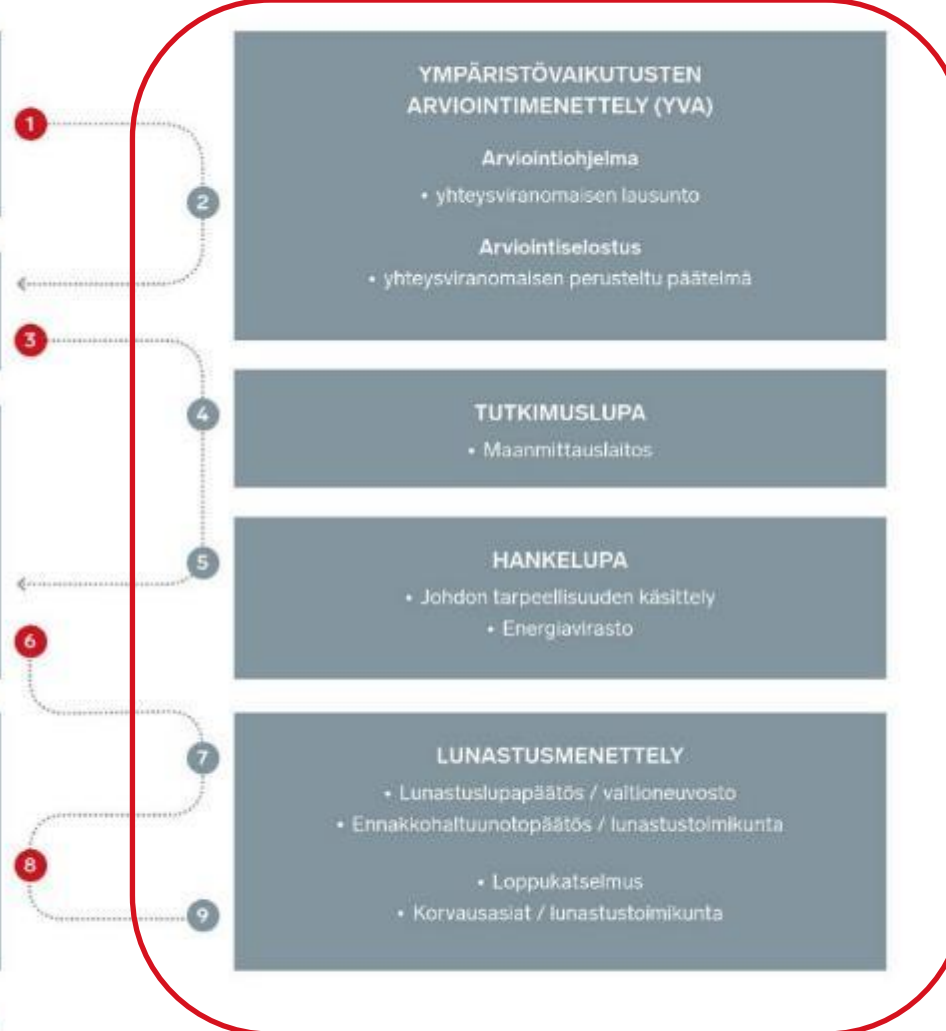 1
2
3
4
5
6
7
8
9
YMPÄRISTÖVAIKUTUSTEN
ARVIOINTIMENETTELY (YVA)
Arviointiohjelma
• yhteysviranomaisen lausunto
Arviointiselostus
• yhteysviranomaisen perusteltu päätelmä
TUTKIMUSLUPA
• Maanmittauslaitos
HANKELUPA
• Johdon tarpeellisuuden käsittely
• Energiavirasto
LUNASTUSMENETTELY
• Lunastuslupapäätös / valtioneuvosto
• Ennakkohaltuunotopäätös / lunastustoimikunta
• Loppukatselmus
• Korvausasiat / lunastustoimikunta